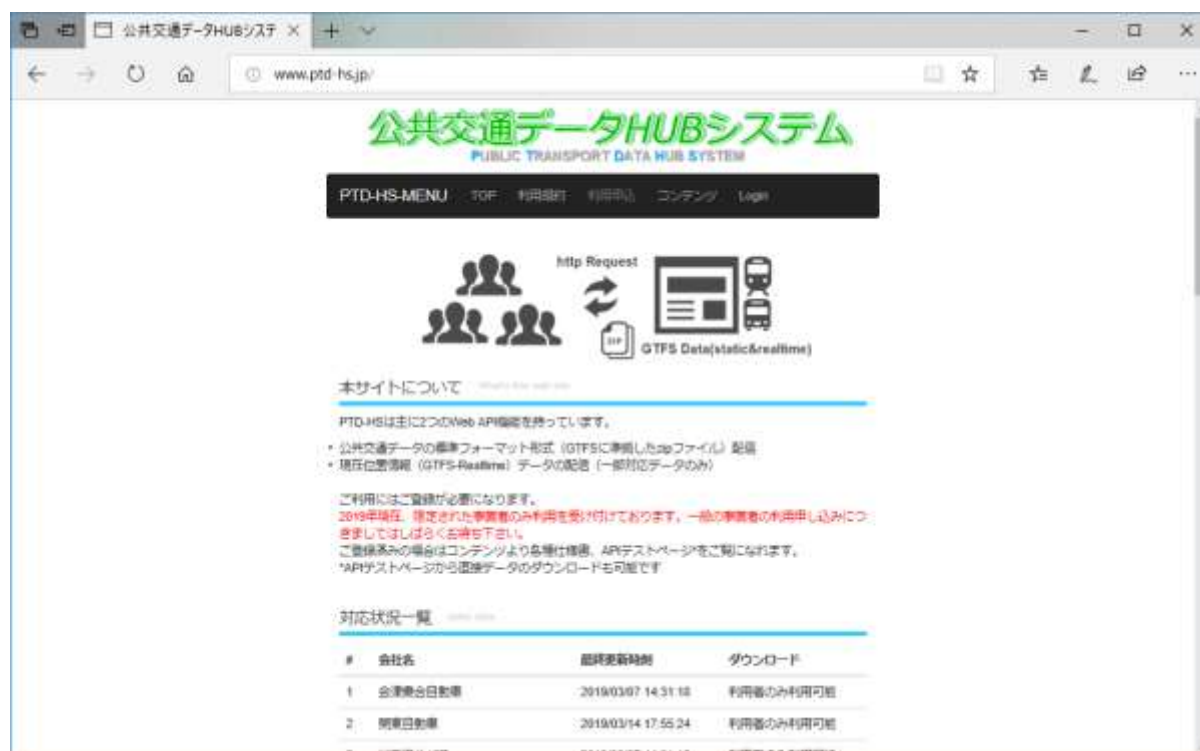 公共交通データHUBシステ
www.ptd-hs.jp/
公共交通データHUBシステム
PUBLIC TRANSPORT DATA HUB SYSTEM
PTD-HS-MENU TOP 利用規約 利用申込 コンテンツ Login
http Request
ZIP
GTFS Data(static&realtime)
本サイトについて
PTD-HSは主に2つのWeb API機能を持っています。
・公共交通データの標準フォーマット形式（GTFSに準拠したzipファイル）配信
・現在位置情報（GTFS-Realtime）データの配信（一部対応データのみ）
ご利用にはご登録が必要になります。
2019年現在、限定された事業者のみ利用を受け付けております。一般の事業者の利用申し込みにつ
きましてはしばらくお待ち下さい。
ご登録済みの場合はコンテンツより各種仕様書、APIテストページ*をご覧になれます。
*APIテストページから直接データのダウンロードも可能です
対応状況一覧
# 会社名 最終更新時刻 ダウンロード
1 会津乗合自動車 2019/03/07 14:31:18 利用者のみ利用可能
2 関東自動車 2019/03/14 17:55:24 利用者のみ利用可能